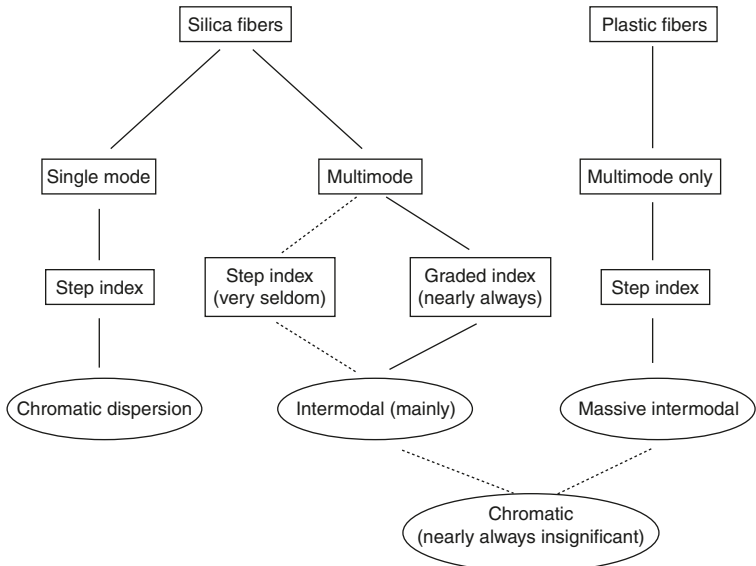 Silica fibers
Plastic fibers
Single mode
Multimode
Multimode only
Step index
Step index
(very seldom)
Graded index
(nearly always)
Step index
Chromatic dispersion
Intermodal (mainly)
Massive intermodal
Chromatic
(nearly always insignificant)